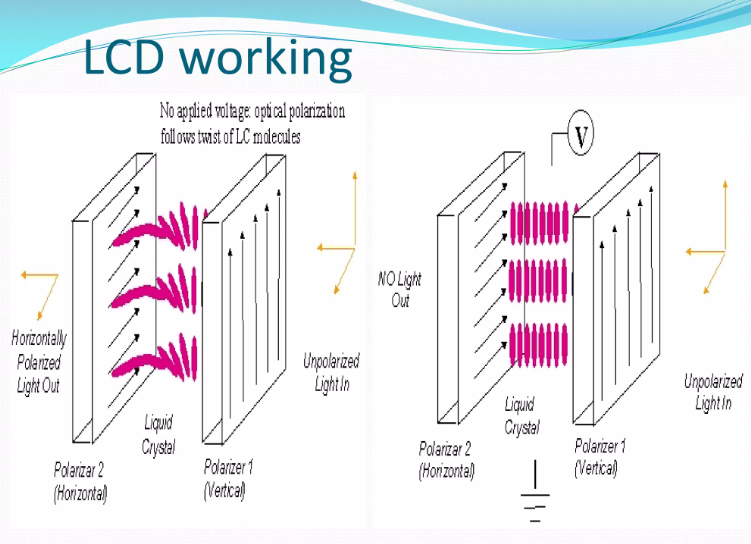 LCD working
No applied voltage: optical polarization
follows twist of LC molecules
Horizontally
Polarized
Light Out
Unpolarized
Light In
Liquid
Crystal
Polarizar 2
(Horizontal)
Polarizer 1
(Vertical)
V
NO Light
Out
Unpolarized
Light In
Liquid
Crystal
Polarizer 2
(Horizontal)
Polarizer 1
(Vertical)